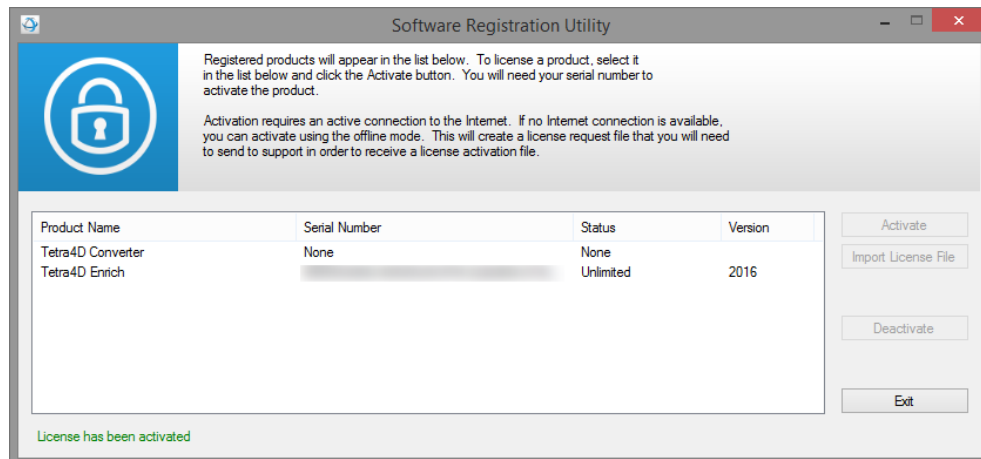 Software Registration Utility
Registered products will appear in the list below. To license a product, select it
in the list below and click the Activate button. You will need your serial number to
activate the product.
Activation requires an active connection to the Internet. If no Internet connection is available,
you can activate using the offline mode. This will create a license request file that you will need
to send to support in order to receive a license activation file.
Product Name Serial Number Status Version
Tetra4D Converter None None
Tetra4D Enrich Unlimited 2016
Activate
Import License File
Deactivate
Exit
License has been activated